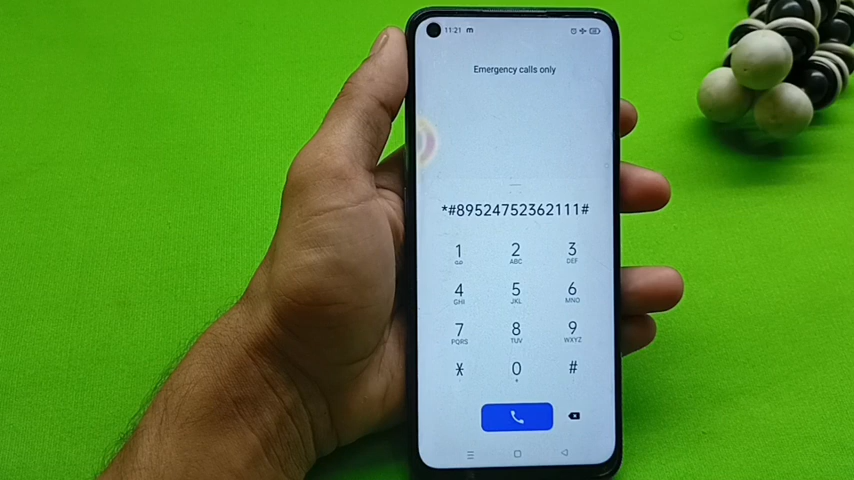 11:21 m
Emergency calls only
*#89524752362111#
1 2 3
ABC DEF
4 5 6
GHI JKL MNO
7 8 9
PQRS TUV WXYZ
* 0 #
+